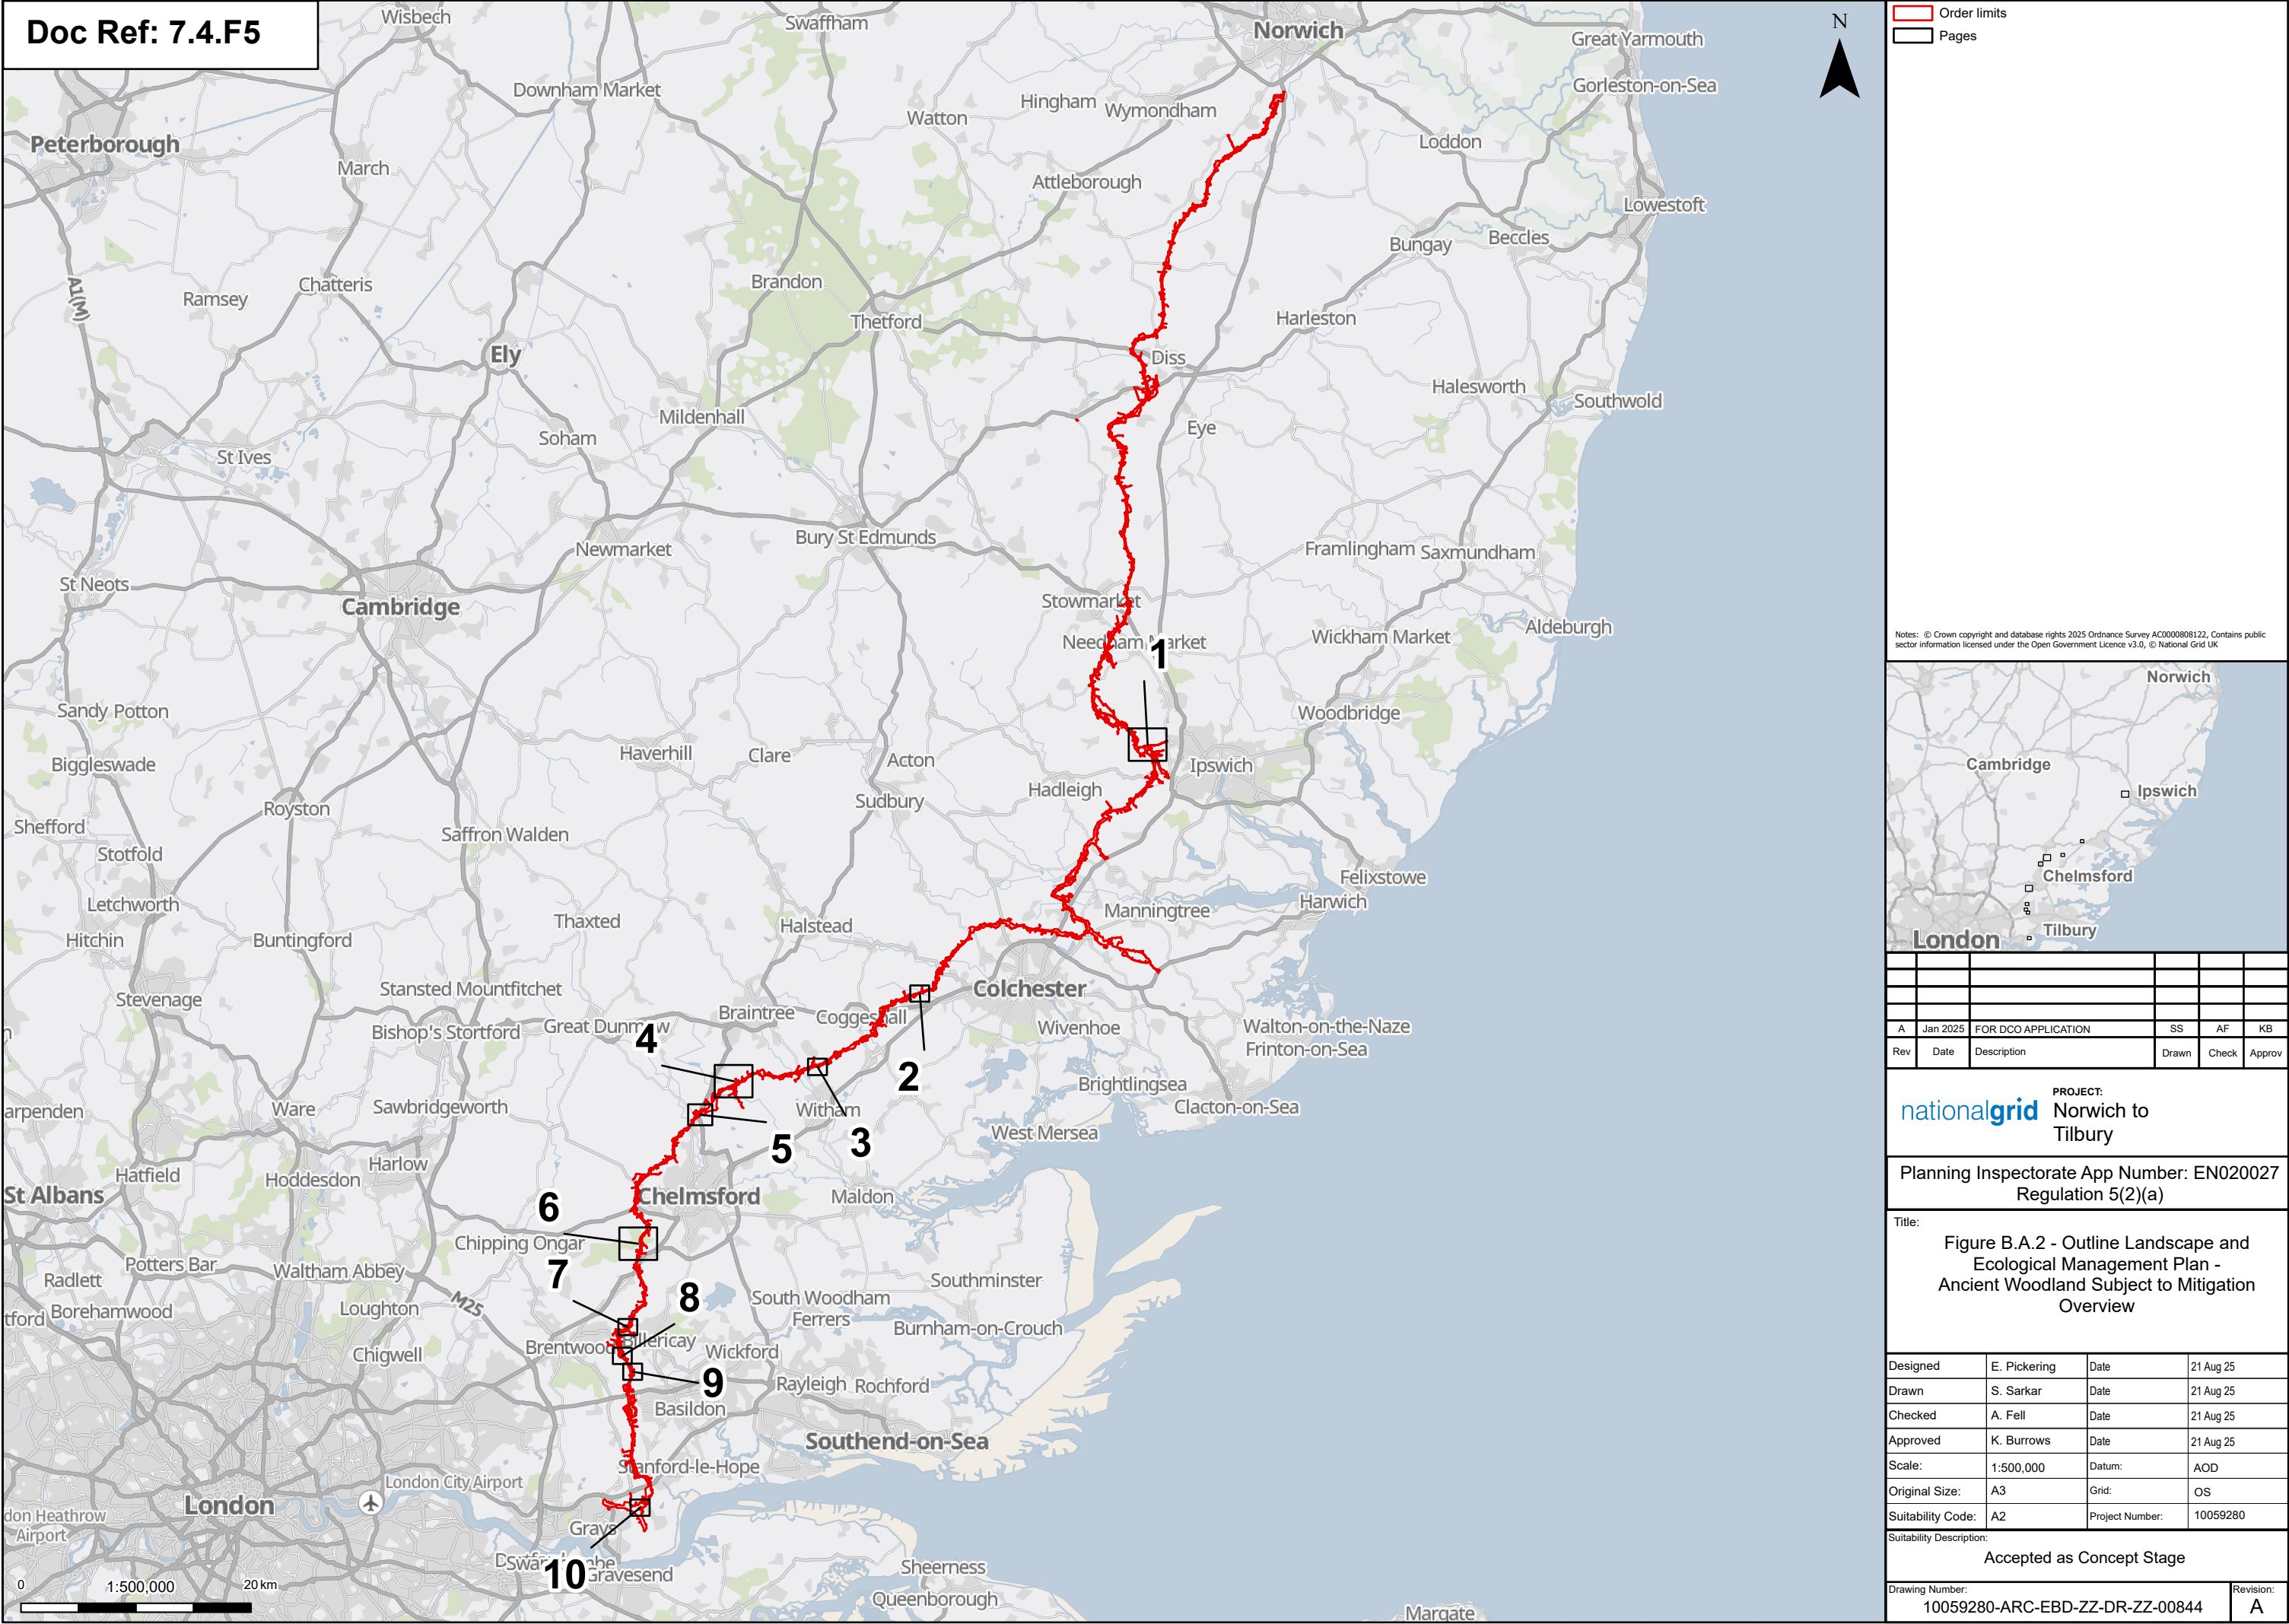 Doc Ref: 7.4.F5
Wisbech
Swaffham
Norwich
Great Yarmouth
Gorleston-on-Sea
Downham Market
Hingham
Wymondham
Watton
Loddon
Peterborough
March
Attleborough
Lowestoft
Bungay
Beccles
A1(M)
Ramsey
Chatteris
Brandon
Thetford
Harleston
Ely
Diss
Halesworth
Southwold
Mildenhall
Soham
Eye
St Ives
Newmarket
Bury St Edmunds
Framlingham
Saxmundham
St Neots
Cambridge
Stowmarket
Needham Market
Wickham Market
Aldeburgh
1
Sandy
Potton
Woodbridge
Haverhill
Clare
Acton
Ipswich
Biggleswade
Hadleigh
Royston
Sudbury
Shefford
Saffron Walden
Stotfold
Felixstowe
Letchworth
Harwich
Manningtree
Thaxted
Halstead
Hitchin
Buntingford
Stevenage
Stansted Mountfitchet
Colchester
Braintree
Coggeshall
Bishop's Stortford
Great Dunmow
Wivenhoe
Walton-on-the-Naze
Frinton-on-Sea
4
2
Brightlingsea
Clacton-on-Sea
arpenden
Ware
Sawbridgeworth
Witham
West Mersea
5
3
Hatfield
Hoddesdon
Harlow
St Albans
Chelmsford
Maldon
6
Chipping Ongar
Potters Bar
Waltham Abbey
7
Radlett
Southminster
8
South Woodham
Ferrers
M25
Loughton
tford
Borehamwood
Burnham-on-Crouch
Brentwood
Billericay
Wickford
Chigwell
9
Rayleigh
Rochford
Basildon
Southend-on-Sea
Stanford-le-Hope
London City Airport
London
don Heathrow
Airport
Grays
10
Gravesend
Sheerness
Queenborough
Margate
0
1:500,000
20 km
N
Order limits
Pages
Notes: © Crown copyright and database rights 2025 Ordnance Survey AC0000808122, Contains public
sector information licensed under the Open Government Licence v3.0, © National Grid UK
Norwich
Cambridge
Ipswich
Chelmsford
Tilbury
London
A Jan 2025 FOR DCO APPLICATION SS AF KB
Rev Date Description Drawn Check Approv
nationalgrid
PROJECT:
Norwich to
Tilbury
Planning Inspectorate App Number: EN020027
Regulation 5(2)(a)
Title:
Figure B.A.2 - Outline Landscape and
Ecological Management Plan -
Ancient Woodland Subject to Mitigation
Overview
Designed E. Pickering Date 21 Aug 25
Drawn S. Sarkar Date 21 Aug 25
Checked A. Fell Date 21 Aug 25
Approved K. Burrows Date 21 Aug 25
Scale: 1:500,000 Datum: AOD
Original Size: A3 Grid: OS
Suitability Code: A2 Project Number: 10059280
Suitability Description:
Accepted as Concept Stage
Drawing Number:
10059280-ARC-EBD-ZZ-DR-ZZ-00844
Revision:
A